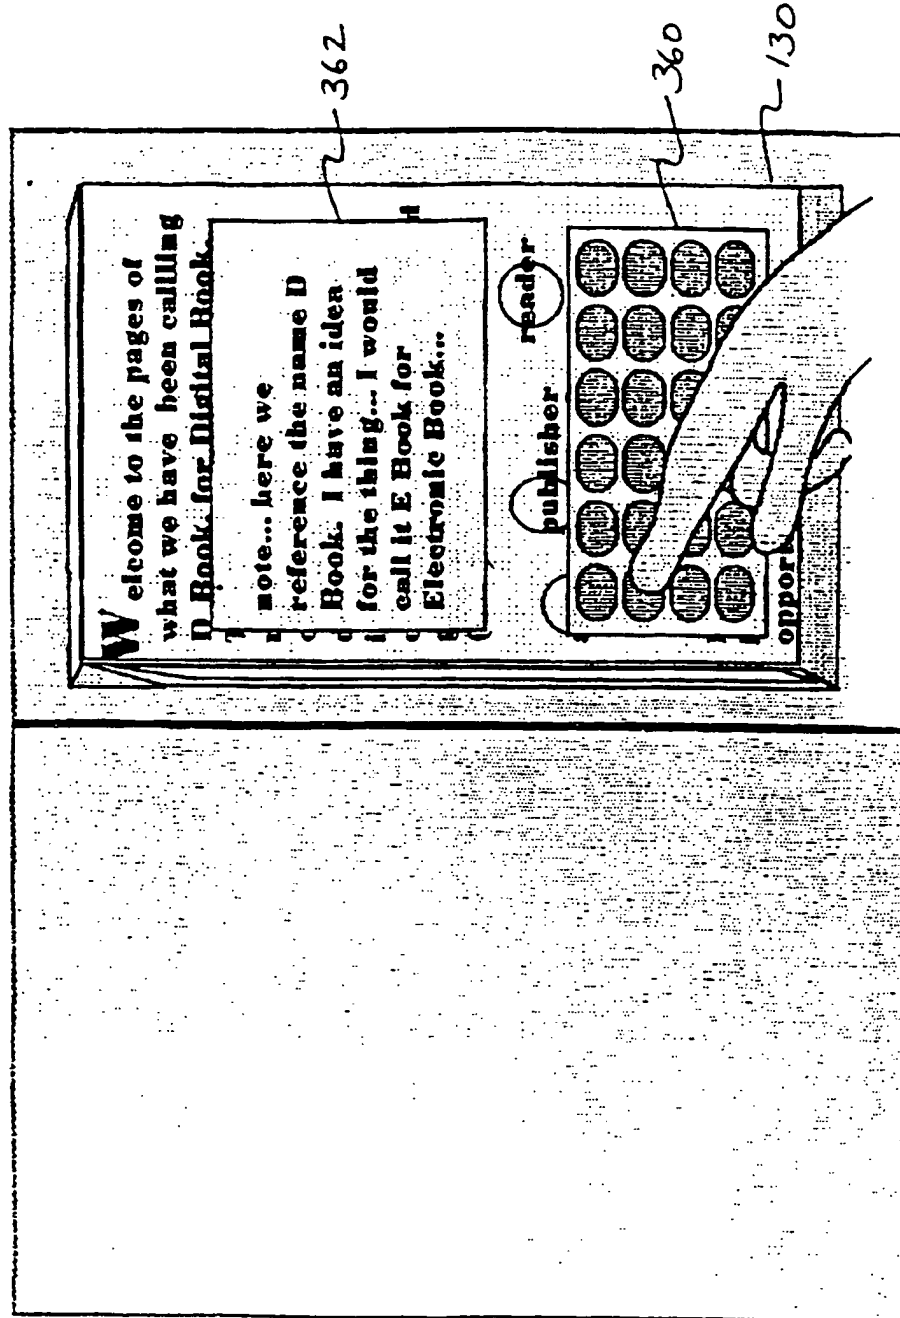 Welcome to the pages of
what we have been calling
D Book, for Digital Book.
note... here we
reference the name D
Book. I have an idea
for the thing... I would
call it E Book for
Electronic Book...
publisher
reader
opport
362
360
130